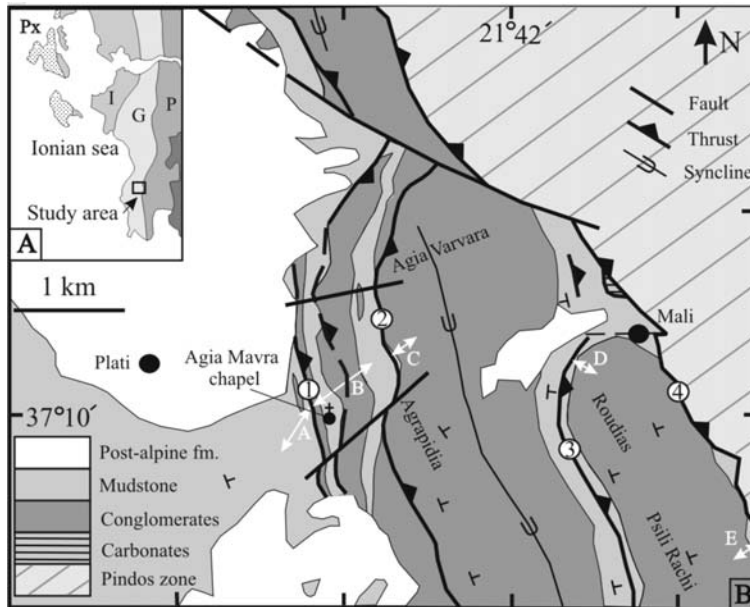 Px
I
G
P
Ionian sea
Study area
A
21°42´
N
Fault
Thrust
Syncline
1 km
Agia Varvara
2
Mali
Plati
Agia Mavra
chapel
C
B
D
1
4
37°10´
A
Agrapidia
Roudias
3
Post-alpine fm.
Mudstone
Conglomerates
Carbonates
Pindos zone
Psili Rachi
E
B